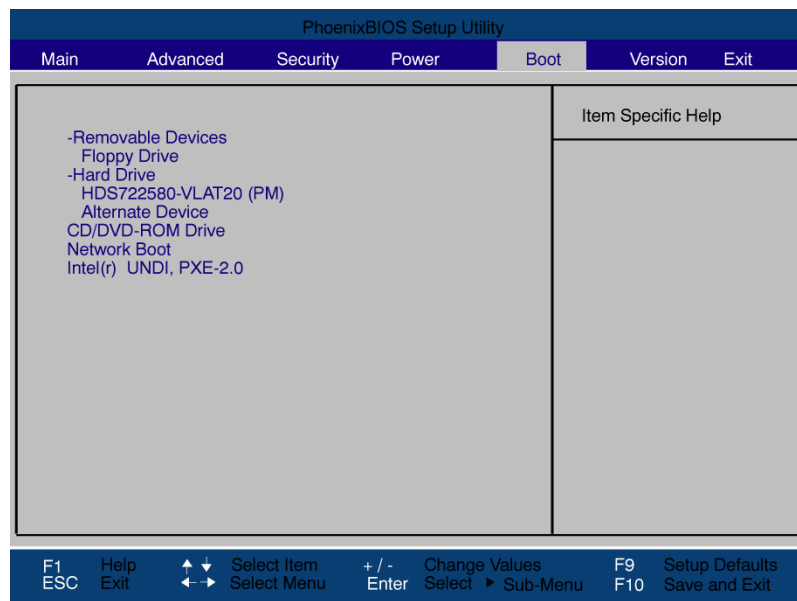 PhoenixBIOS Setup Utility
Main Advanced Security Power Boot Version Exit
Item Specific Help
-Removable Devices
Floppy Drive
-Hard Drive
HDS722580-VLAT20 (PM)
Alternate Device
CD/DVD-ROM Drive
Network Boot
Intel(r) UNDI, PXE-2.0
F1 Help Select Item +/- Change Values F9 Setup Defaults
ESC Exit Select Menu Enter Select Sub-Menu F10 Save and Exit